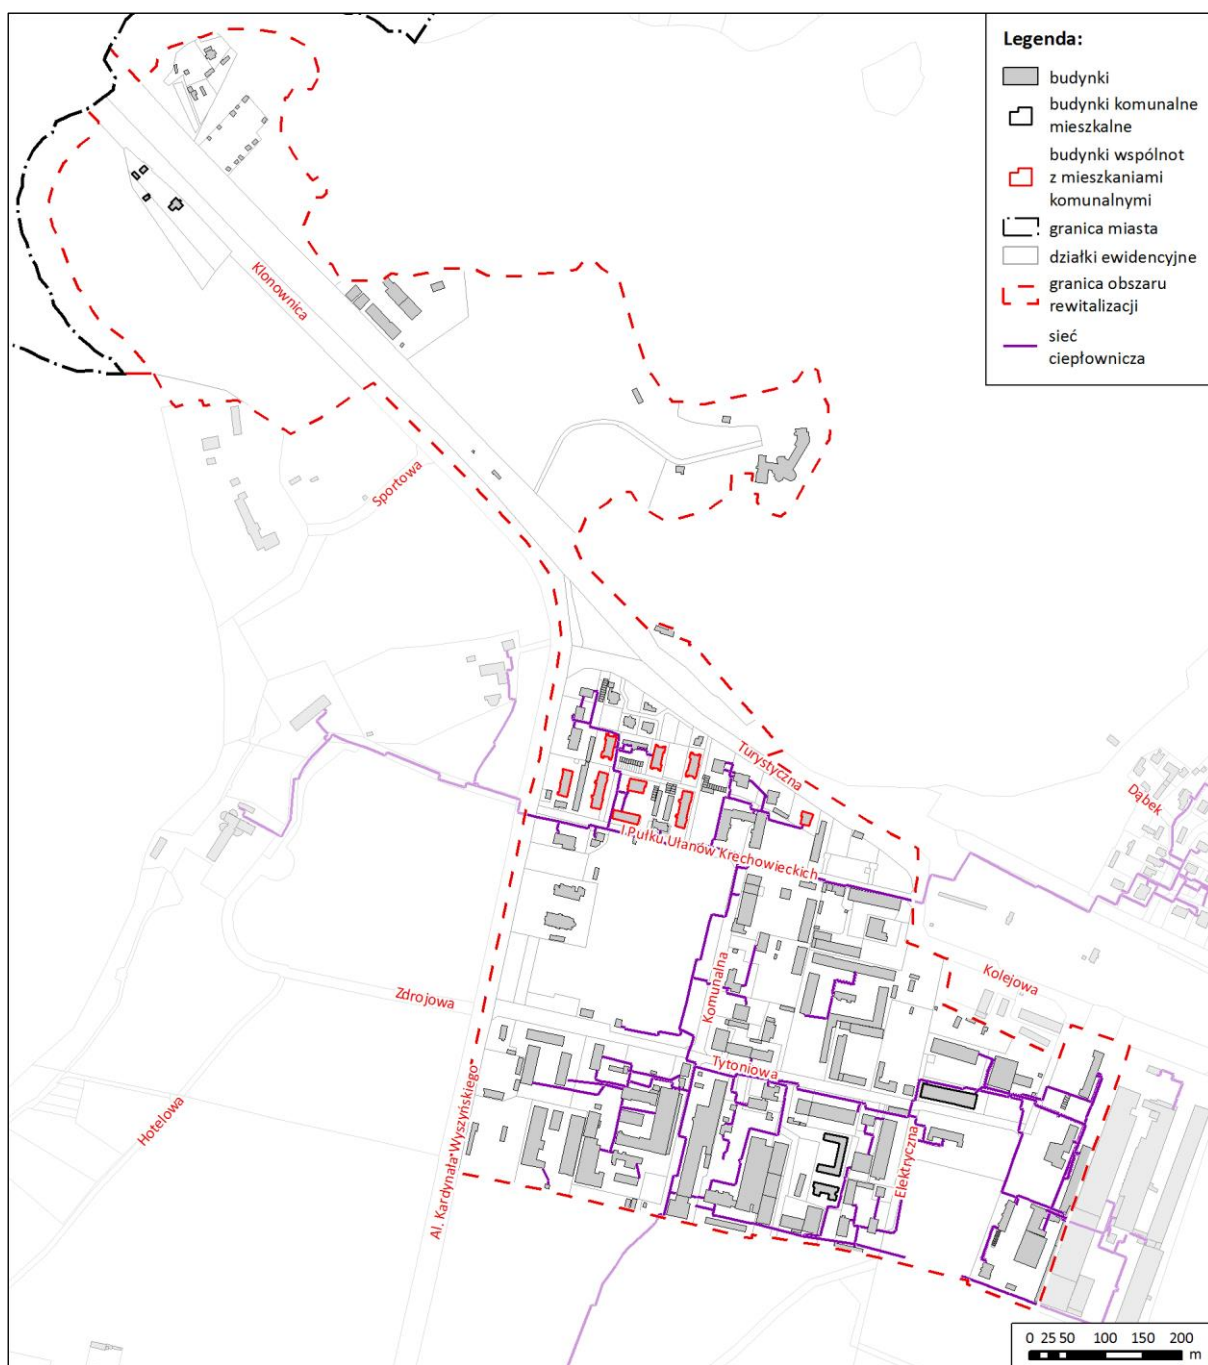 Legenda:
budynki
budynki komunalne
mieszkalne
budynki wspólnot
z mieszkaniami
komunalnymi
granica miasta
działki ewidencyjne
granica obszaru
rewitalizacji
sieć
ciepłownicza
Klonownica
Sportowa
Turystyczna
Dąbek
I Pułku Ułanów Krechowieckich
Kolejowa
Komunalna
Zdrojowa
Tytoniowa
Hotelowa
Al. Kardynała Wyszyńskiego
Elektryczna
0 25 50 100 150 200
m